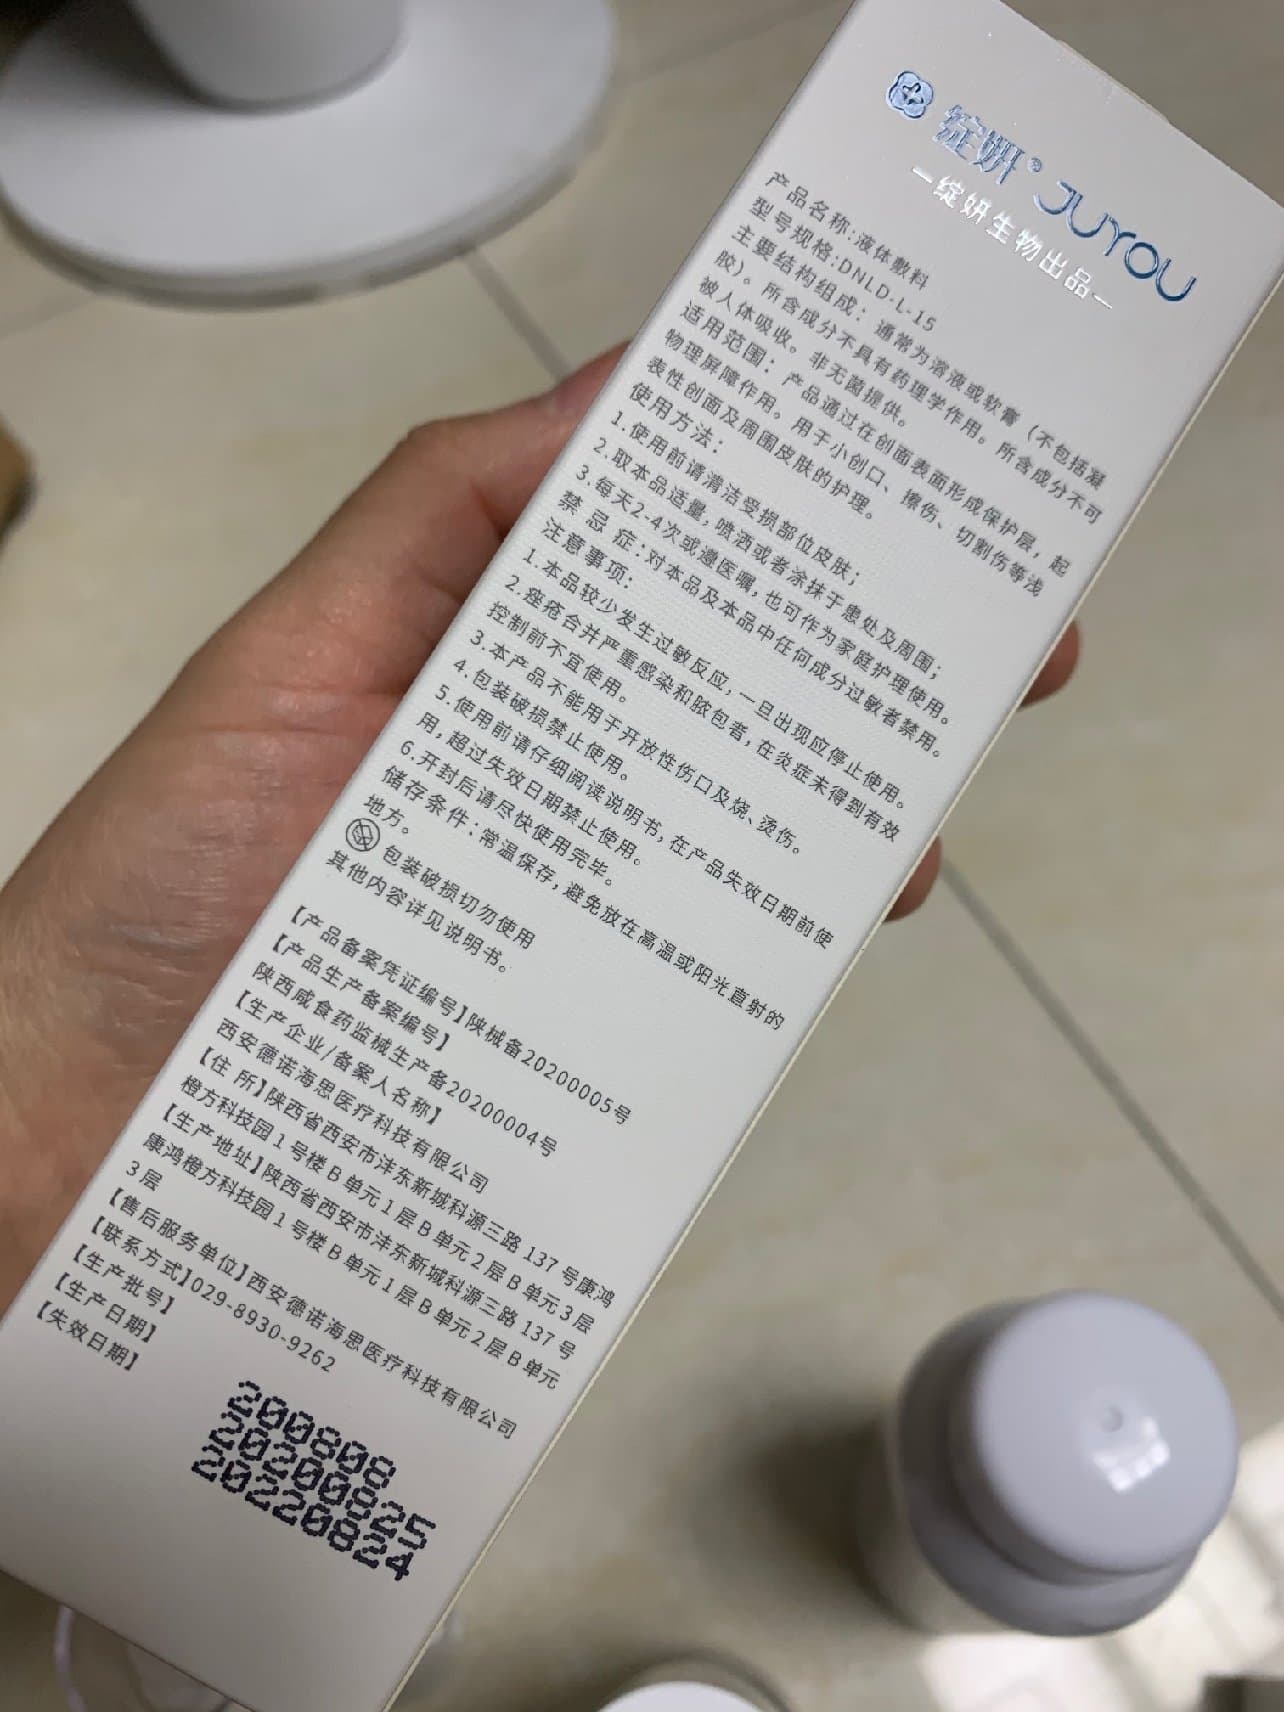 绽妍® JUYOU
—绽妍生物出品—
产品名称:液体敷料
型号规格:DNLD-L-15
主要结构组成：通常为溶液或软膏（不包括凝
胶）。所含成分不具有药理学作用。所含成分不可
被人体吸收。非无菌提供。
适用范围：产品通过在创面表面形成保护层，起
物理屏障作用。用于小创口、擦伤、切割伤等浅
表性创面及周围皮肤的护理。
使用方法：
1.使用前请清洁受损部位皮肤；
2.取本品适量，喷洒或者涂抹于患处及周围；
3.每天2-4次或遵医嘱，也可作为家庭护理使用。
禁 忌 症：对本品及本品中任何成分过敏者禁用。
注意事项：
1.本品较少发生过敏反应，一旦出现应停止使用。
2.痤疮合并严重感染和脓包者，在炎症未得到有效
控制前不宜使用。
3.本产品不能用于开放性伤口及烧、烫伤。
4.包装破损禁止使用。
5.使用前请仔细阅读说明书，在产品失效日期前使
用，超过失效日期禁止使用。
6.开封后请尽快使用完毕。
储存条件：常温保存，避免放在高温或阳光直射的
地方。
包装破损切勿使用
其他内容详见说明书。
【产品备案凭证编号】陕械备20200005号
【产品生产备案编号】
陕西咸食药监械生产备20200004号
【生产企业/备案人名称】
西安德诺海思医疗科技有限公司
【住 所】陕西省西安市沣东新城科源三路 137 号康鸿
橙方科技园 1 号楼 B 单元 1 层 B 单元 2 层 B 单元 3 层
【生产地址】陕西省西安市沣东新城科源三路 137 号
康鸿橙方科技园 1 号楼 B 单元 1 层 B 单元 2 层 B 单元
3 层
【售后服务单位】西安德诺海思医疗科技有限公司
【联系方式】029-8930-9262
【生产批号】
【生产日期】
【失效日期】
200808
20200825
20220824